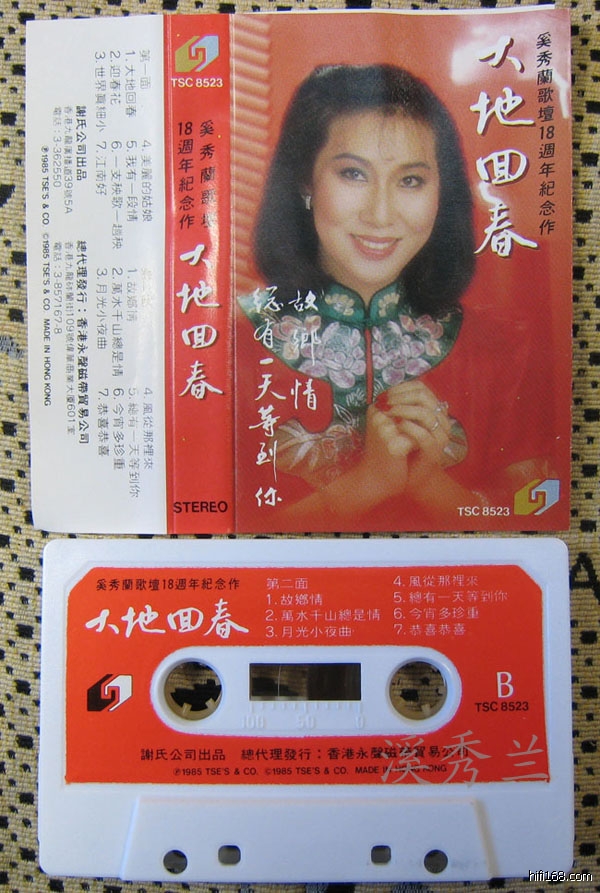 第一面
1.大地回春
2.迎春花
3.世界真細小
4.美麗的姑娘
5.我有一段情
6.一支秧歌一趟秧
7.江南好
1.故鄉情
2.萬水千山總是情
3.月光小夜曲
4.風從那裡來
5.總有一天等到你
6.今宵多珍重
7.恭喜恭喜
謝氏公司出品
電話：3-362550
總代理發行：香港永聲磁帶貿易公司
電話：3-857167-8
℗1985 TSE'S & CO. ©1985 TSE'S & CO. MADE IN HONG KONG
TSC 8523
奚秀蘭歌壇18週年紀念作
大地回春
STEREO
奚秀蘭歌壇18週年紀念作
大地回春
故鄉情
總有一天等到你
TSC 8523
奚秀蘭歌壇18週年紀念作
大地回春
第二面
1.故鄉情
2.萬水千山總是情
3.月光小夜曲
4.風從那裡來
5.總有一天等到你
6.今宵多珍重
7.恭喜恭喜
B
TSC 8523
100 50 0
謝氏公司出品 總代理發行：香港永聲磁帶貿易公司
℗1985 TSE'S & CO. ©1985 TSE'S & CO. MADE IN HONG KONG
溪秀兰
hifi168.com